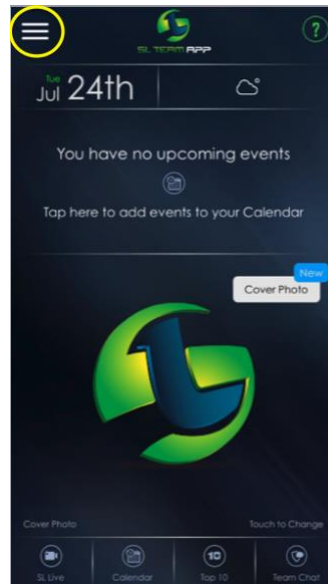 ?
SL TEAM APP
Tue
Jul 24th
You have no upcoming events
Tap here to add events to your Calendar
New
Cover Photo
Cover Photo
Touch to Change
10
SL Live
Calendar
Top 10
Team Chat